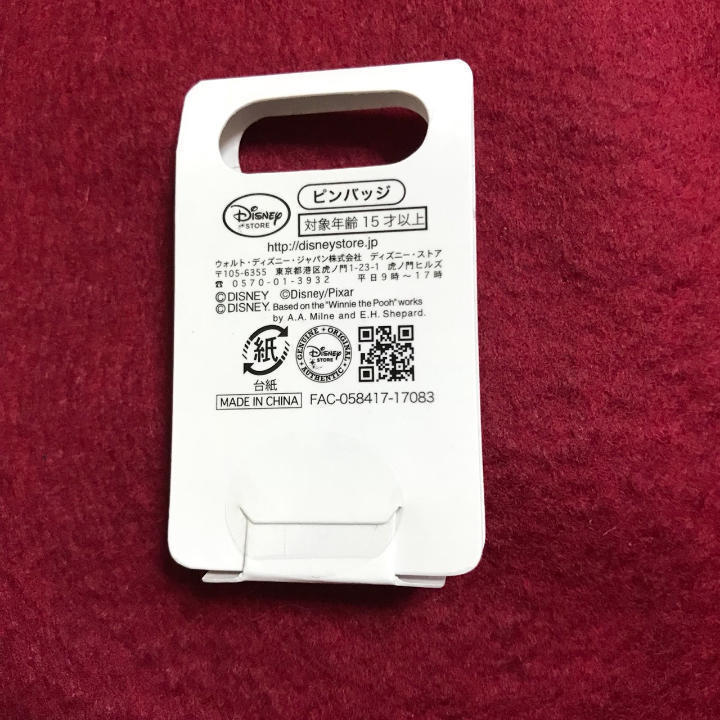 Disney STORE
ピンバッジ
対象年齢 15 才以上
http://disneystore.jp
ウォルト・ディズニー・ジャパン株式会社 ディズニー・ストア
〒105-6355 東京都港区虎ノ門1-23-1 虎ノ門ヒルズ
☎ 0570-01-3932 平日9時〜17時
©DISNEY ©Disney/Pixar
©DISNEY. Based on the "Winnie the Pooh" works
by A.A. Milne and E.H. Shepard.
紙
台紙
GENUINE • ORIGINAL • AUTHENTIC
Disney STORE
MADE IN CHINA FAC-058417-17083